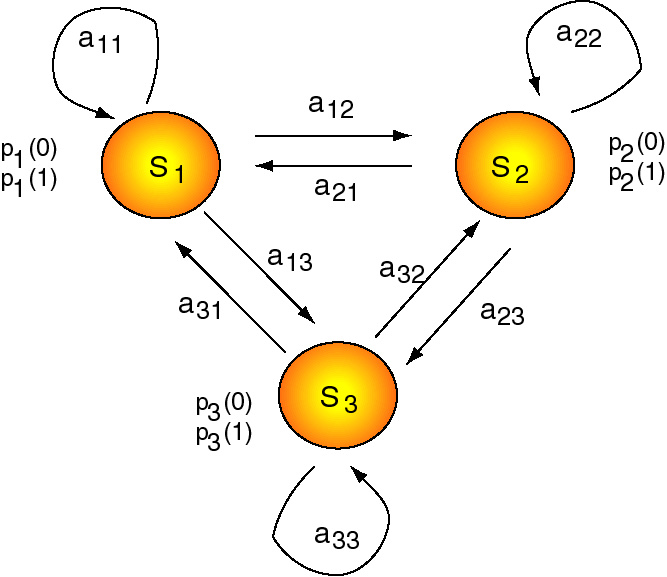 a11
a22
a12
p1(0)
p1(1)
S1
S2
p2(0)
p2(1)
a21
a13
a32
a31
a23
p3(0)
p3(1)
S3
a33